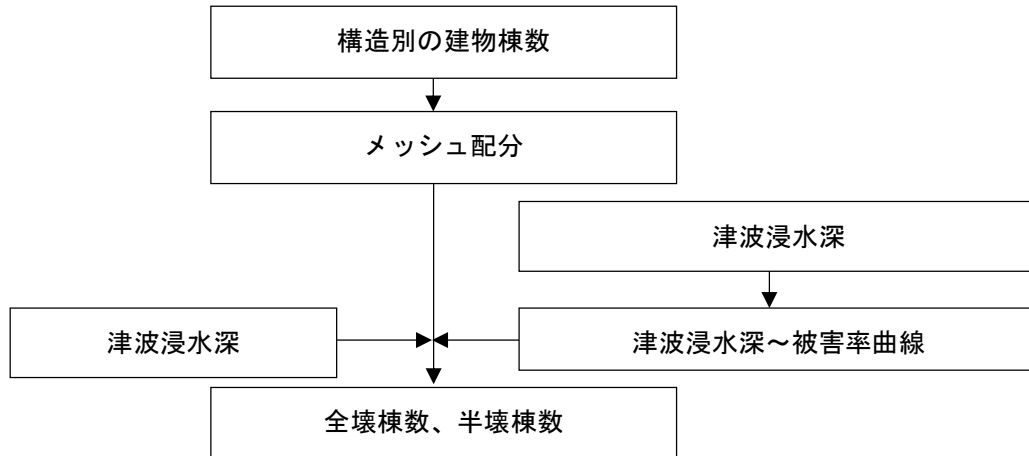 構造別の建物棟数
メッシュ配分
津波浸水深
津波浸水深
津波浸水深～被害率曲線
全壊棟数、半壊棟数